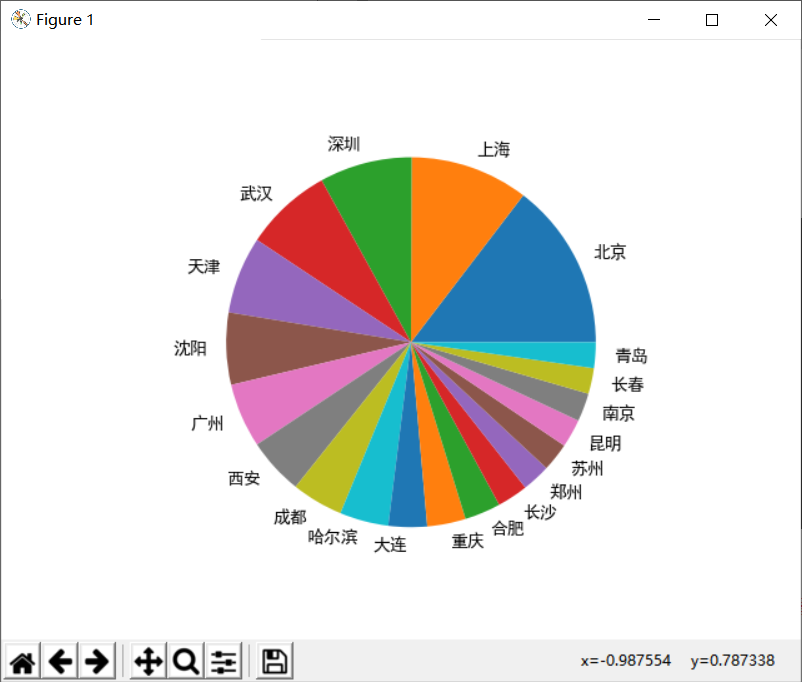 Figure 1
深圳
上海
武汉
北京
天津
沈阳
青岛
长春
南京
广州
昆明
苏州
西安
郑州
长沙
成都
合肥
哈尔滨
重庆
大连
x=-0.987554 y=0.787338